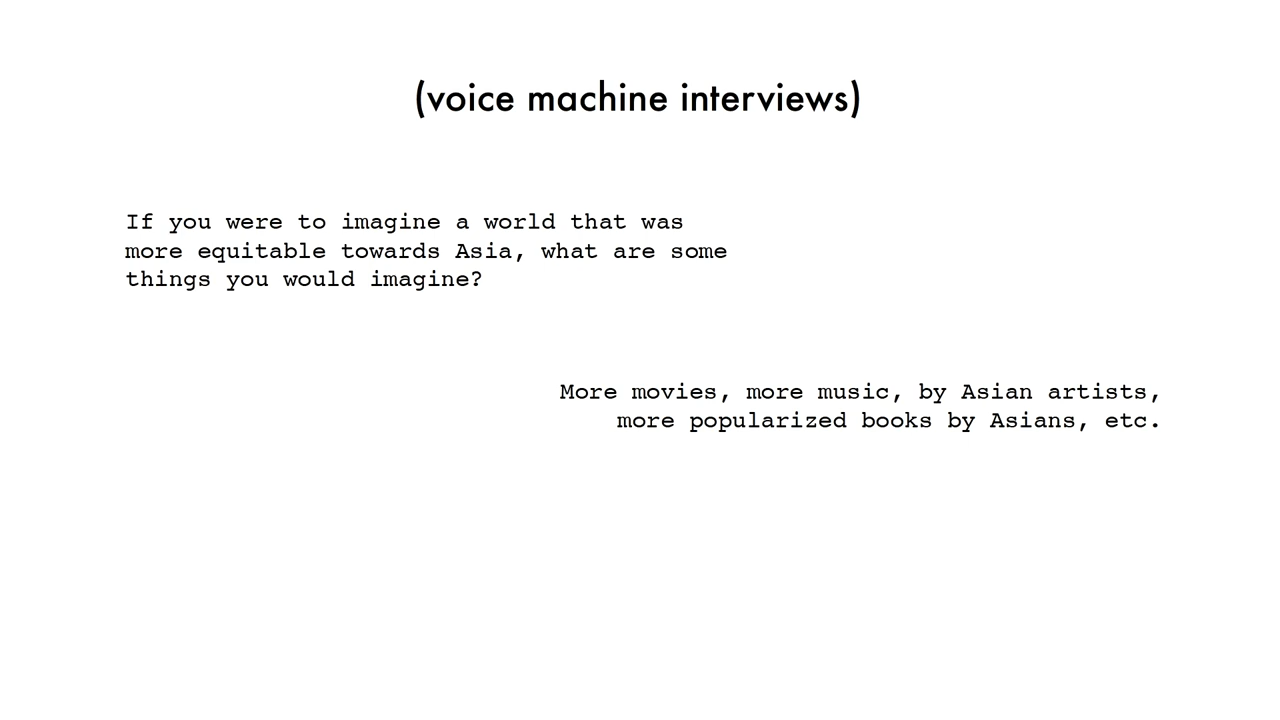 (voice machine interviews)
If you were to imagine a world that was
more equitable towards Asia, what are some
things you would imagine?
More movies, more music, by Asian artists,
more popularized books by Asians, etc.